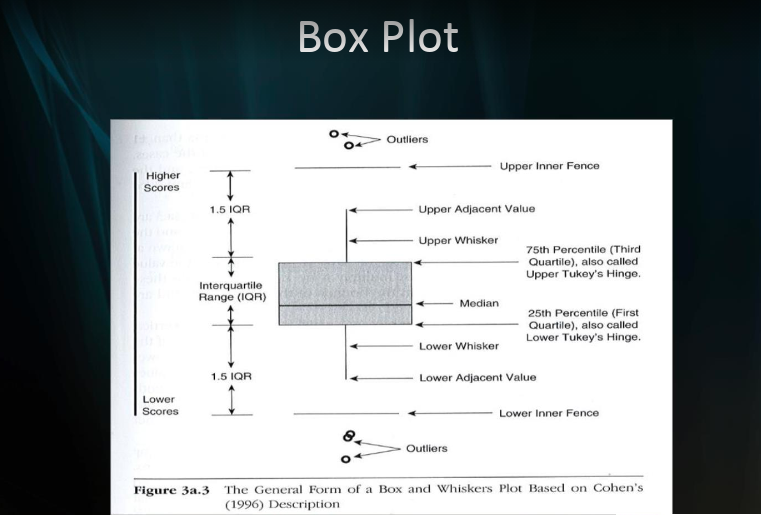 Box Plot
Outliers
Upper Inner Fence
Higher
Scores
1.5 IQR
Upper Adjacent Value
Upper Whisker
75th Percentile (Third
Quartile), also called
Upper Tukey's Hinge.
Interquartile
Range (IQR)
Median
25th Percentile (First
Quartile), also called
Lower Tukey's Hinge.
Lower Whisker
1.5 IQR
Lower Adjacent Value
Lower
Scores
Lower Inner Fence
Outliers
Figure 3a.3 The General Form of a Box and Whiskers Plot Based on Cohen's
(1996) Description